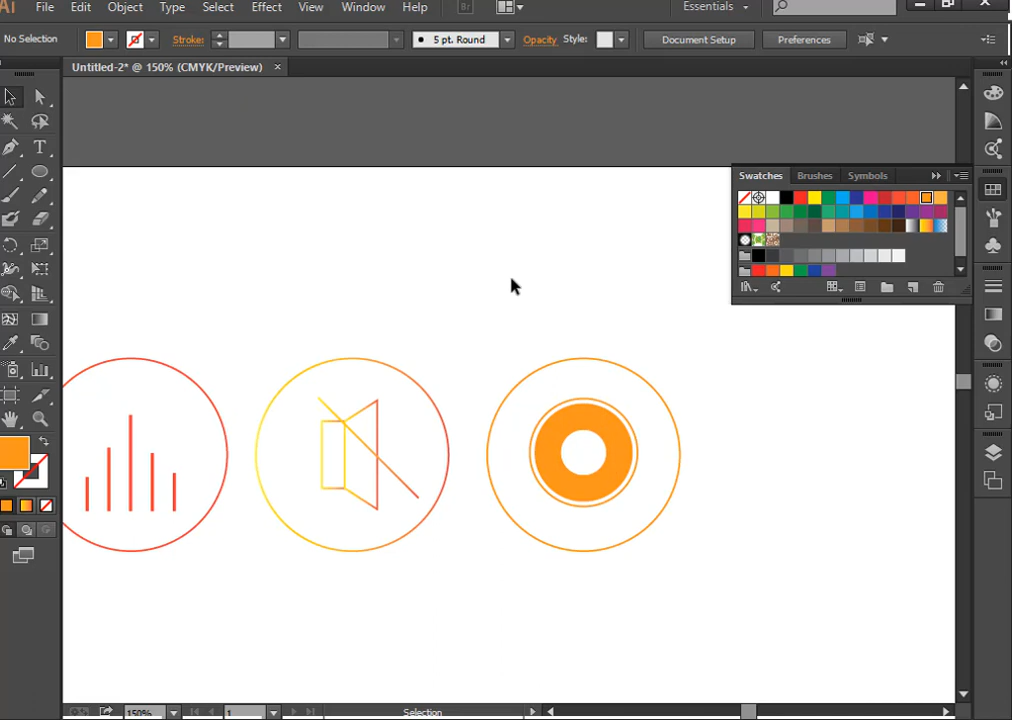 Ai File Edit Object Type Select Effect View Window Help Br Essentials
No Selection Stroke: 5 pt. Round Opacity Style: Document Setup Preferences
Untitled-2* @ 150% (CMYK/Preview)
Swatches Brushes Symbols
150% 1 Selection